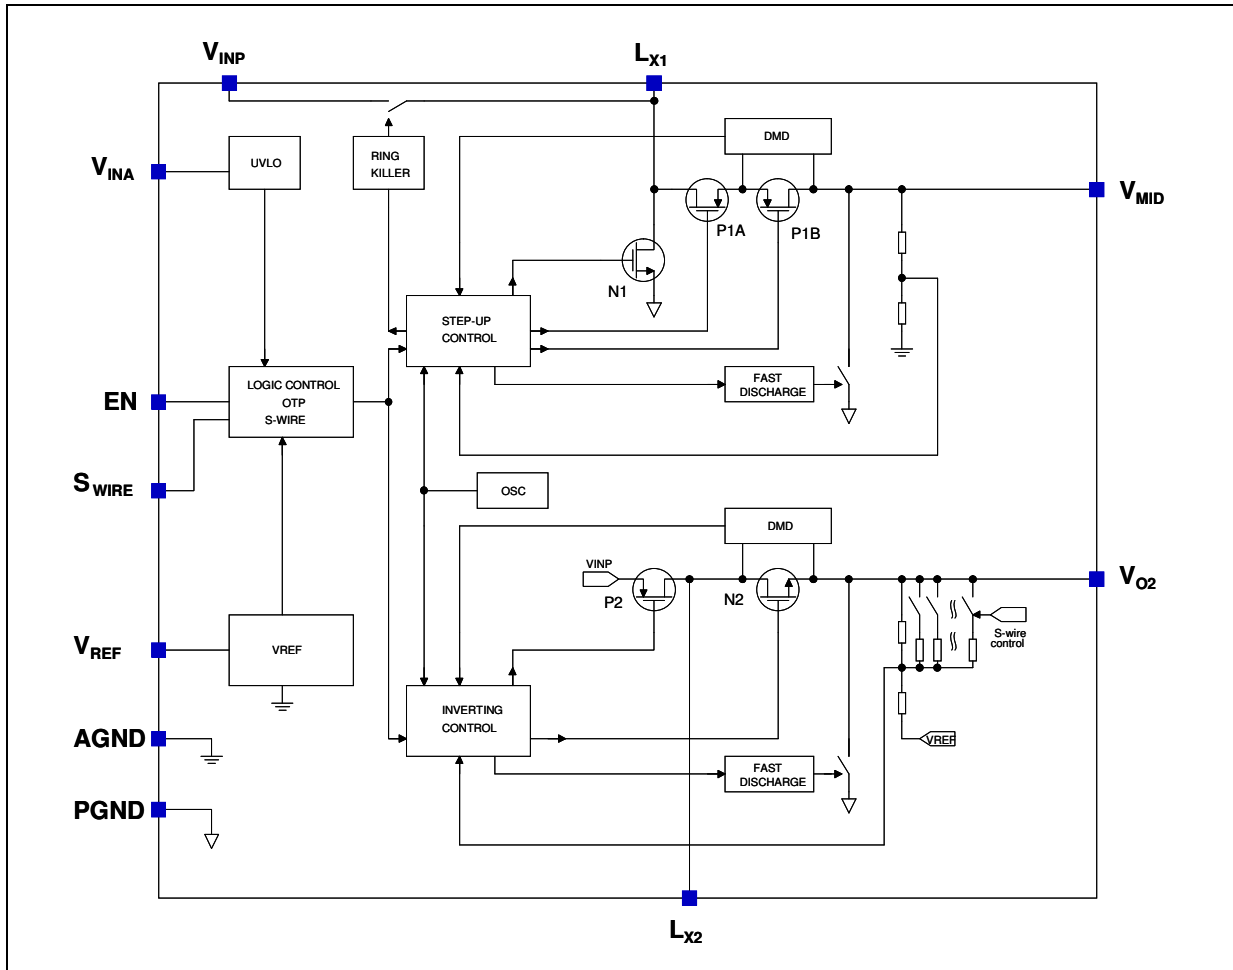 VINP
LX1
DMD
VINA
UVLO
RING
KILLER
VMID
P1A
P1B
N1
STEP-UP
CONTROL
EN
LOGIC CONTROL
OTP
S-WIRE
FAST
DISCHARGE
SWIRE
OSC
DMD
VINP
VO2
P2
N2
S-wire
control
VREF
VREF
INVERTING
CONTROL
AGND
VREF
FAST
DISCHARGE
PGND
LX2